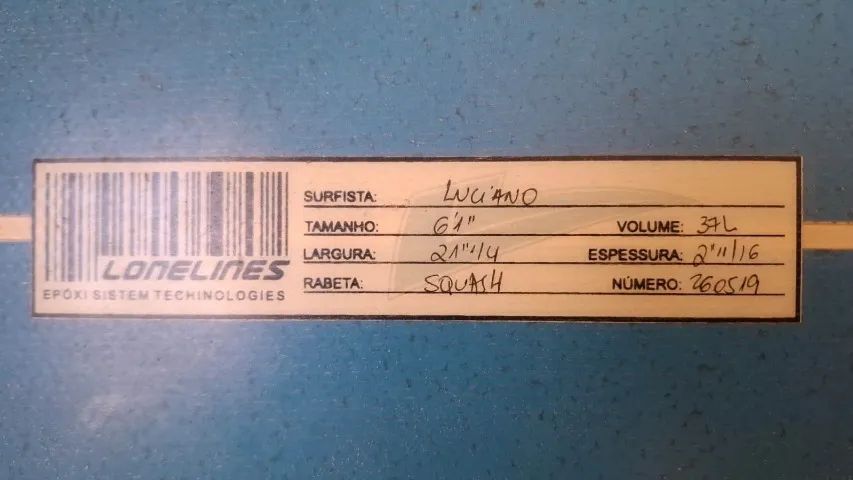 LONELINES
EPÓXI SISTEM TECHINOLOGIES
SURFISTA: LUCIANO
TAMANHO: 6'1" VOLUME: 37L
LARGURA: 21"1/4 ESPESSURA: 2"11/16
RABETA: SQUASH NÚMERO: 260519